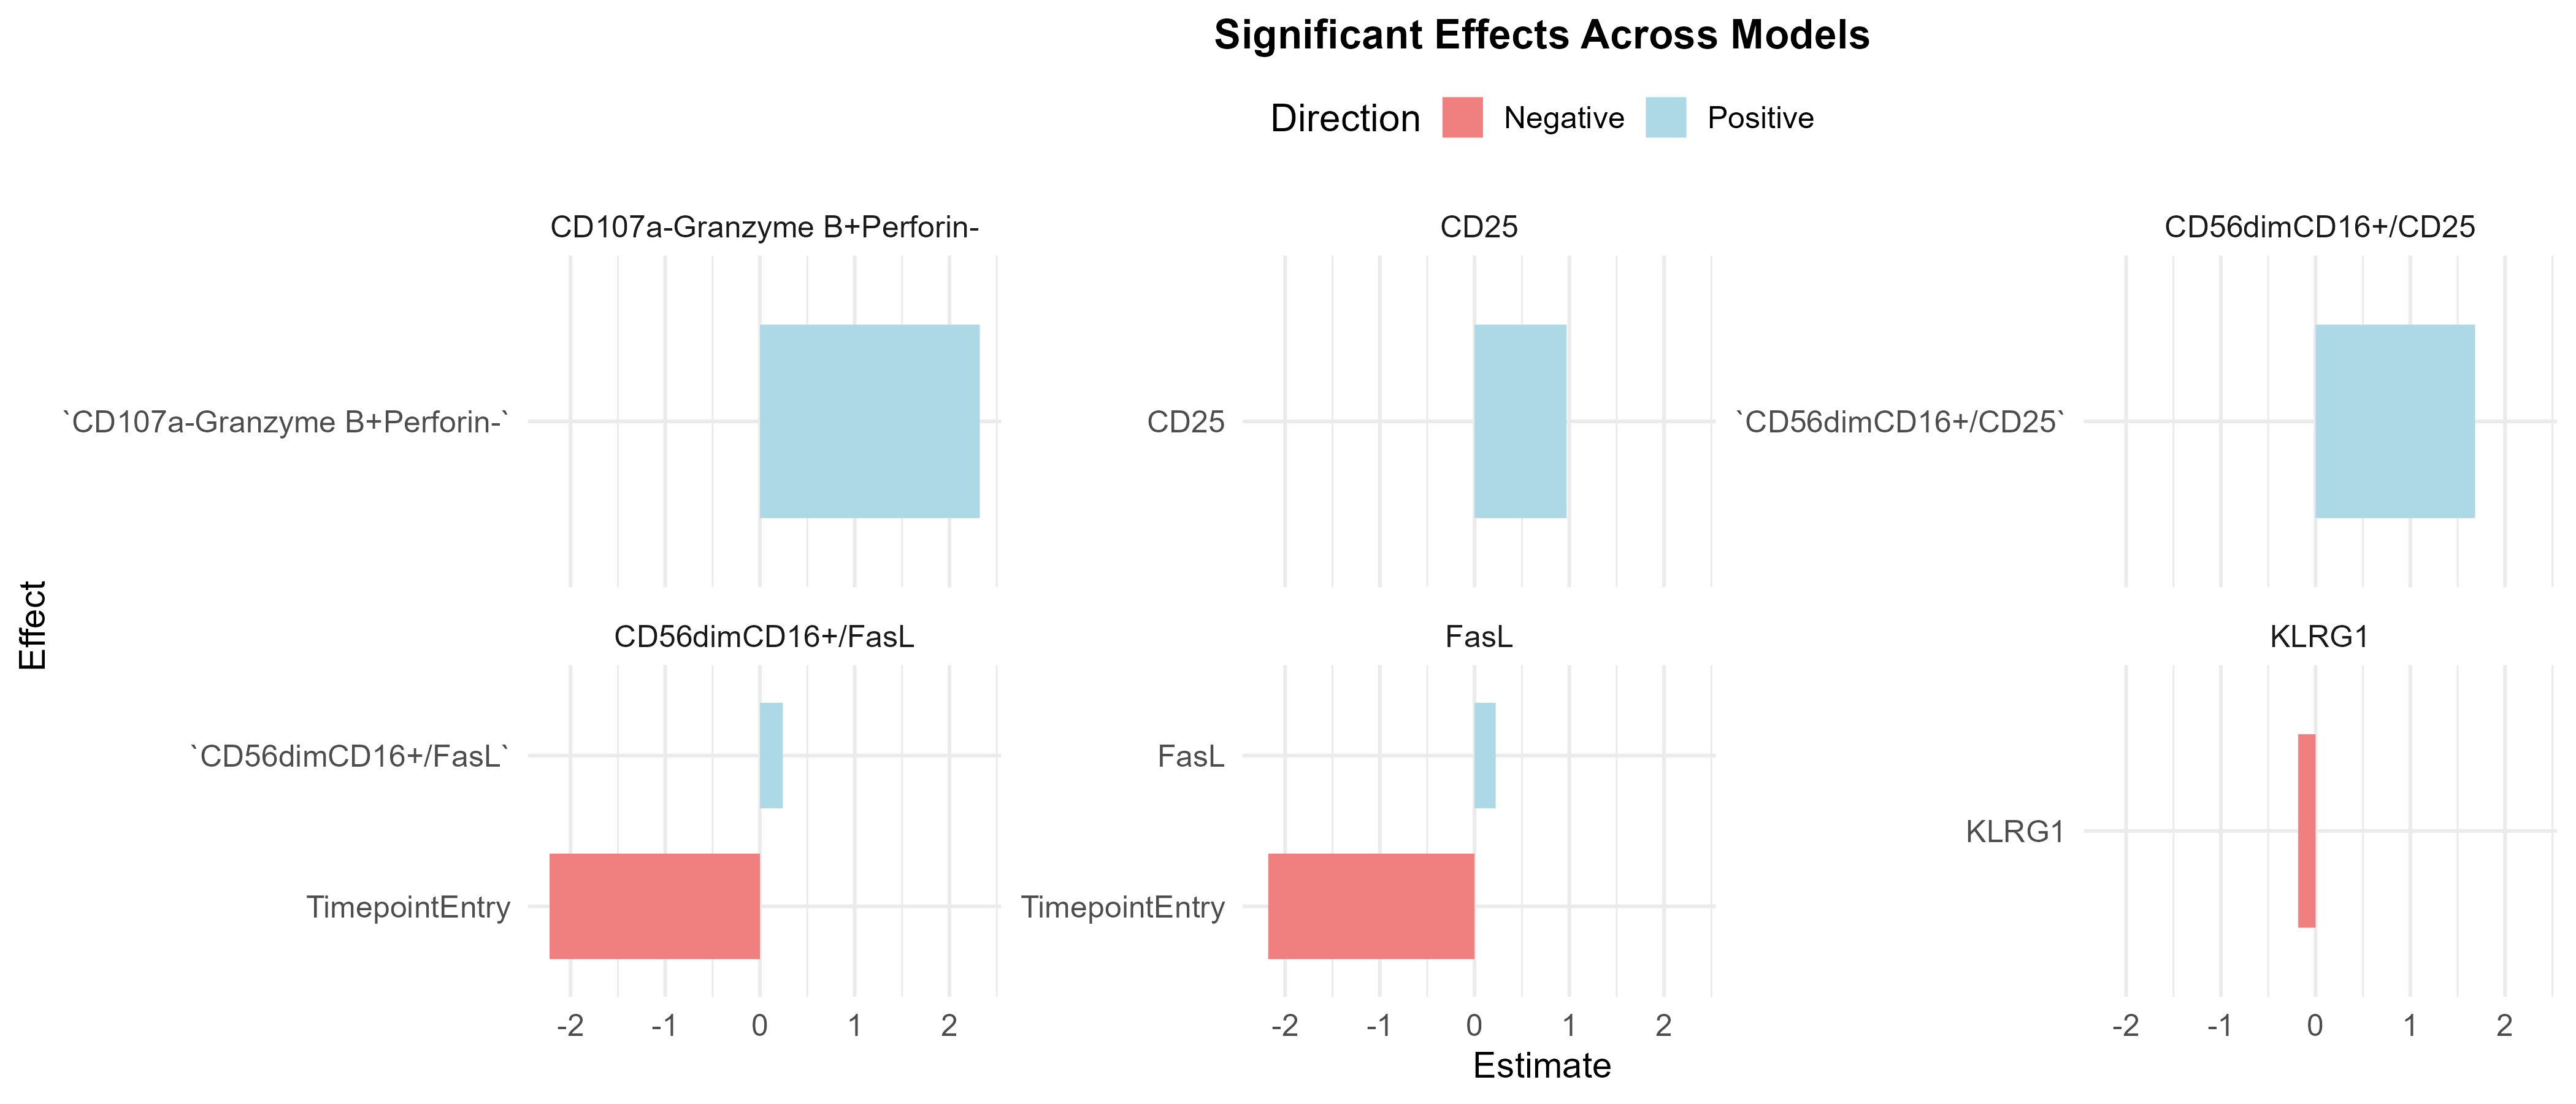 Significant Effects Across Models
Direction Negative Positive
CD107a-Granzyme B+Perforin- CD25 CD56dimCD16+/CD25
`CD107a-Granzyme B+Perforin-` CD25 `CD56dimCD16+/CD25`
Effect
CD56dimCD16+/FasL FasL KLRG1
`CD56dimCD16+/FasL` FasL
KLRG1
TimepointEntry TimepointEntry
-2 -1 0 1 2 -2 -1 0 1 2 -2 -1 0 1 2
Estimate